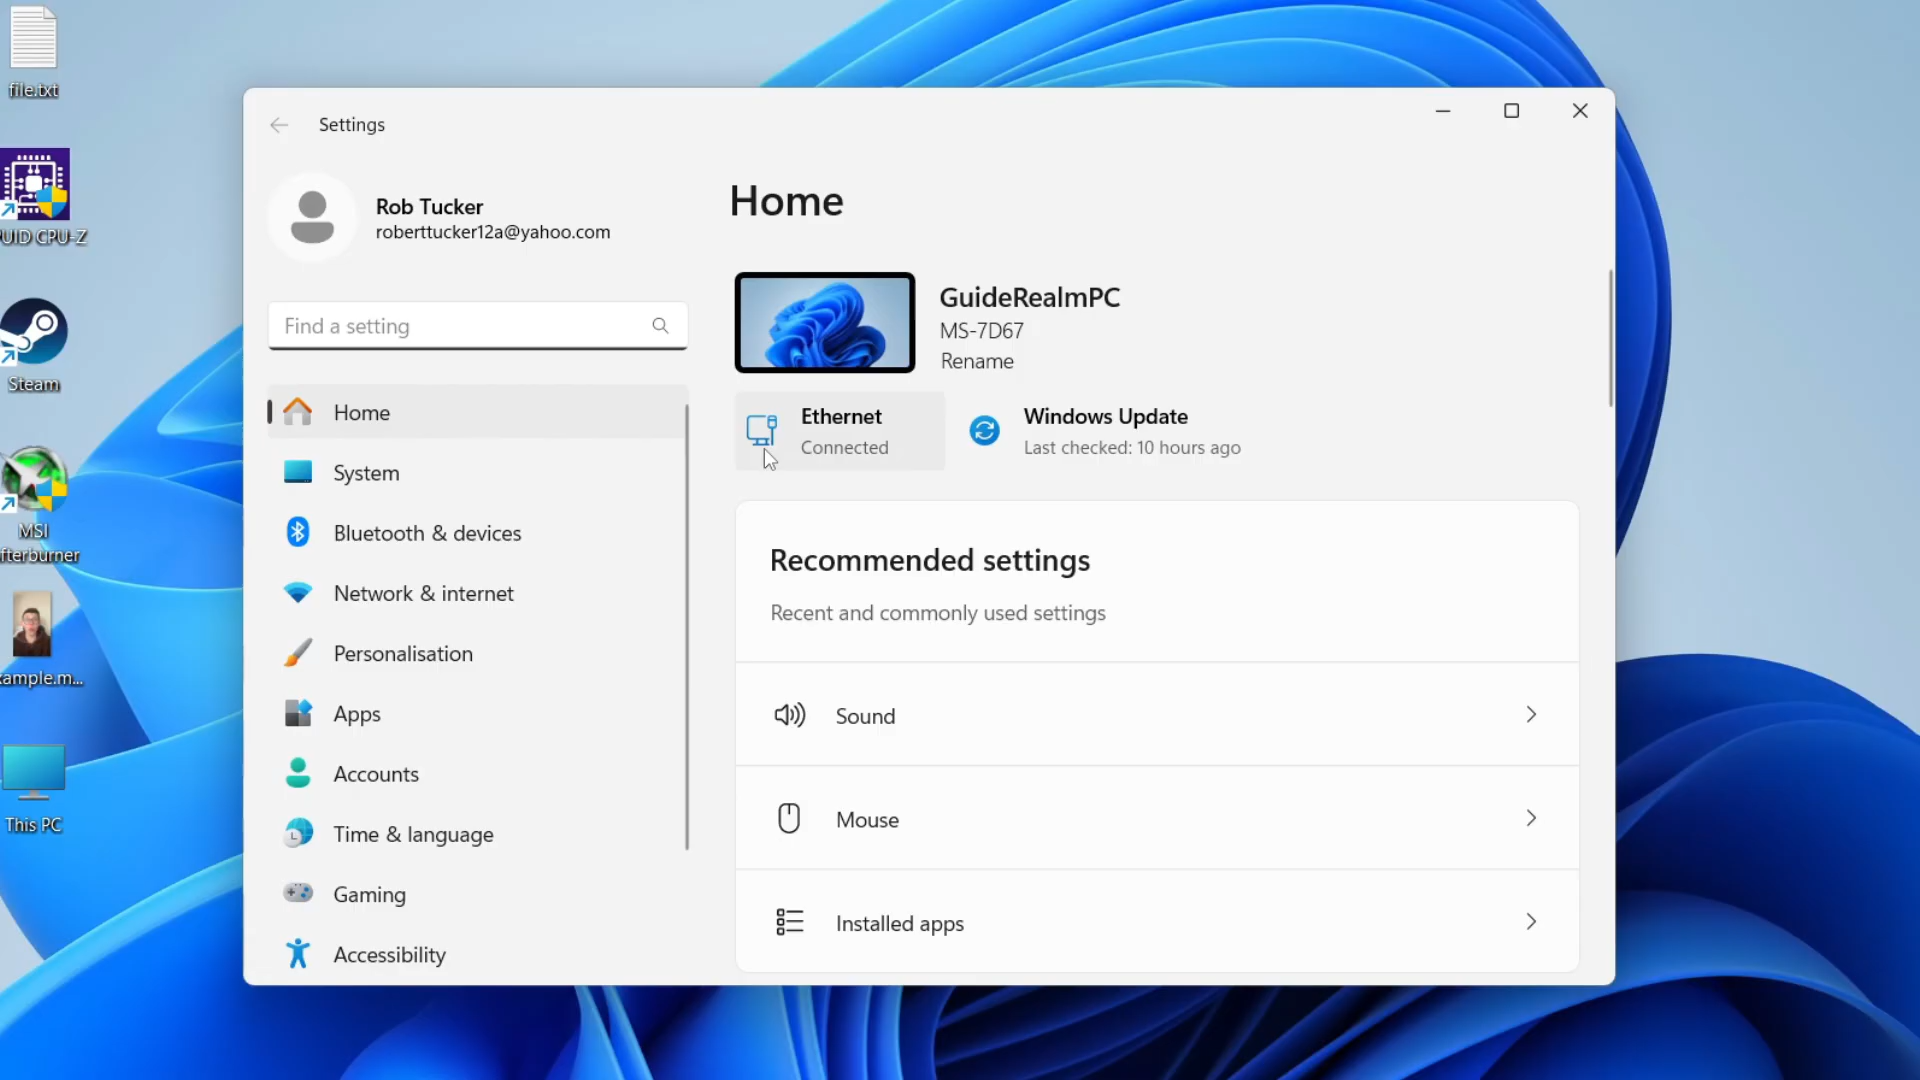 file.txt
UID CPU-Z
Steam
MSI
fterburner
xample.m...
This PC
Settings
Rob Tucker
roberttucker12a@yahoo.com
Find a setting
Home
System
Bluetooth & devices
Network & internet
Personalisation
Apps
Accounts
Time & language
Gaming
Accessibility
Home
GuideRealmPC
MS-7D67
Rename
Ethernet
Connected
Windows Update
Last checked: 10 hours ago
Recommended settings
Recent and commonly used settings
Sound
Mouse
Installed apps